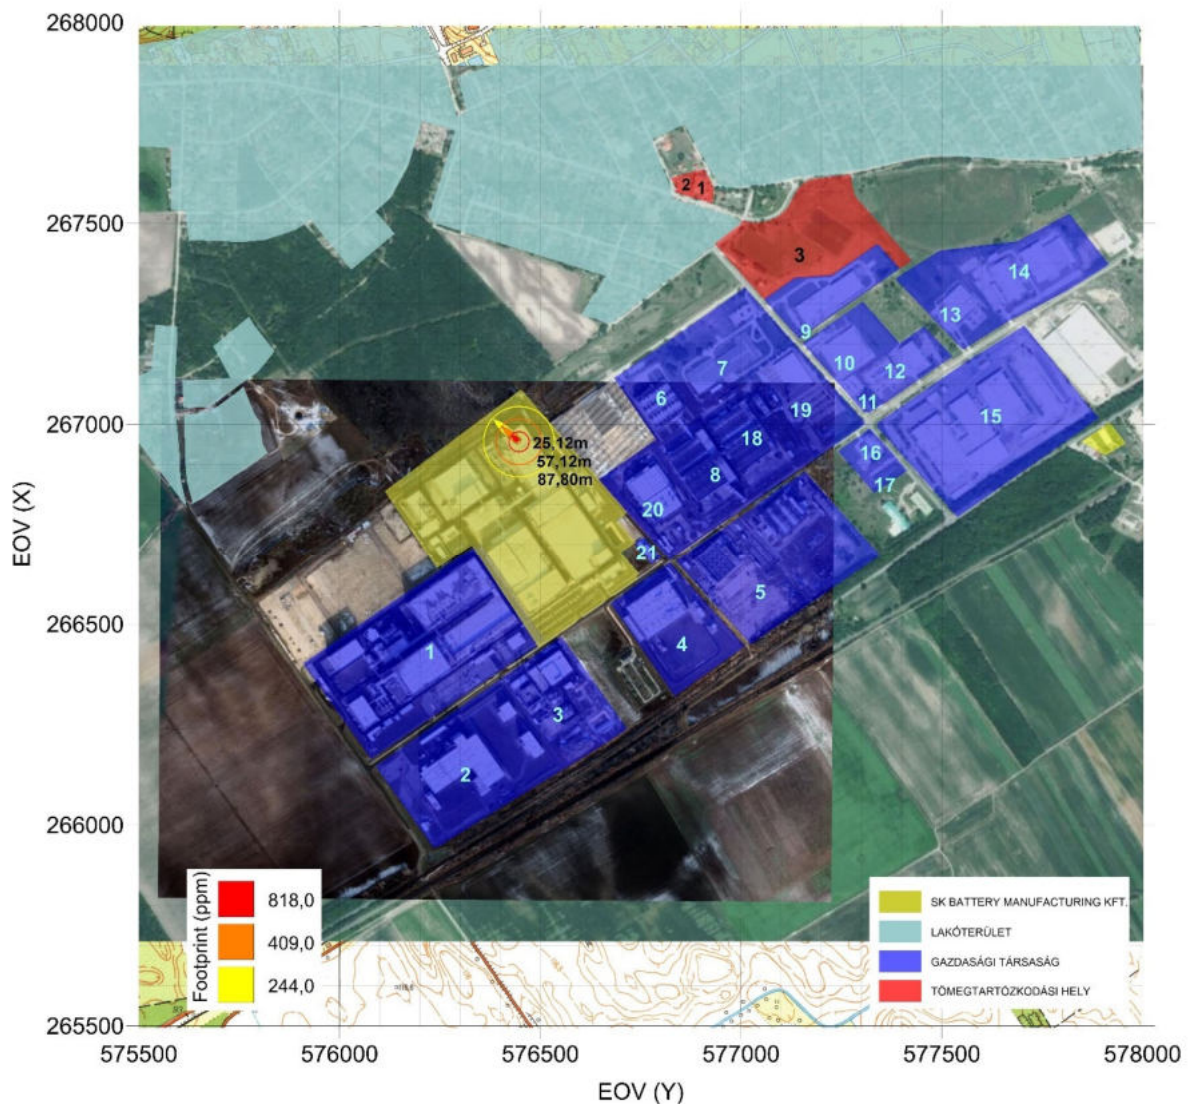 268000
267500
267000
266500
266000
265500
EOV (X)
2 1
3
14
13
9
10
12
7
11
15
6
19
18
16
8
17
20
21
5
4
1
3
2
25,12m
57,12m
87,80m
Footprint (ppm)
818,0
409,0
244,0
SK BATTERY MANUFACTURING KFT.
LAKÓTERÜLET
GAZDASÁGI TÁRSASÁG
TÖMEGTARTÓZKODÁSI HELY
575500 576000 576500 577000 577500 578000
EOV (Y)